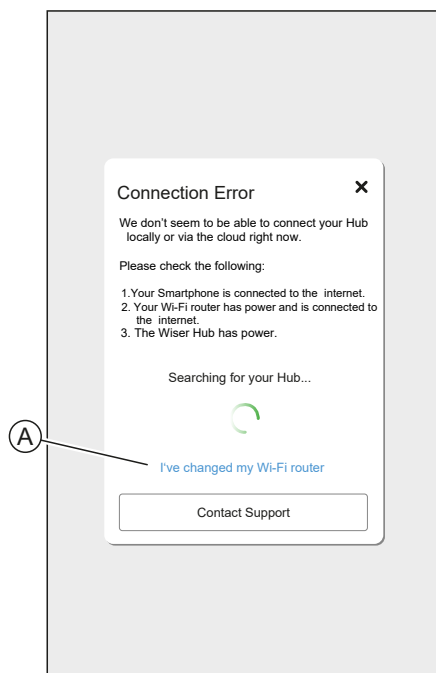 Connection Error
We don't seem to be able to connect your Hub
locally or via the cloud right now.
Please check the following:
1.Your Smartphone is connected to the internet.
2. Your Wi-Fi router has power and is connected to
the internet.
3. The Wiser Hub has power.
Searching for your Hub...
A
I've changed my Wi-Fi router
Contact Support